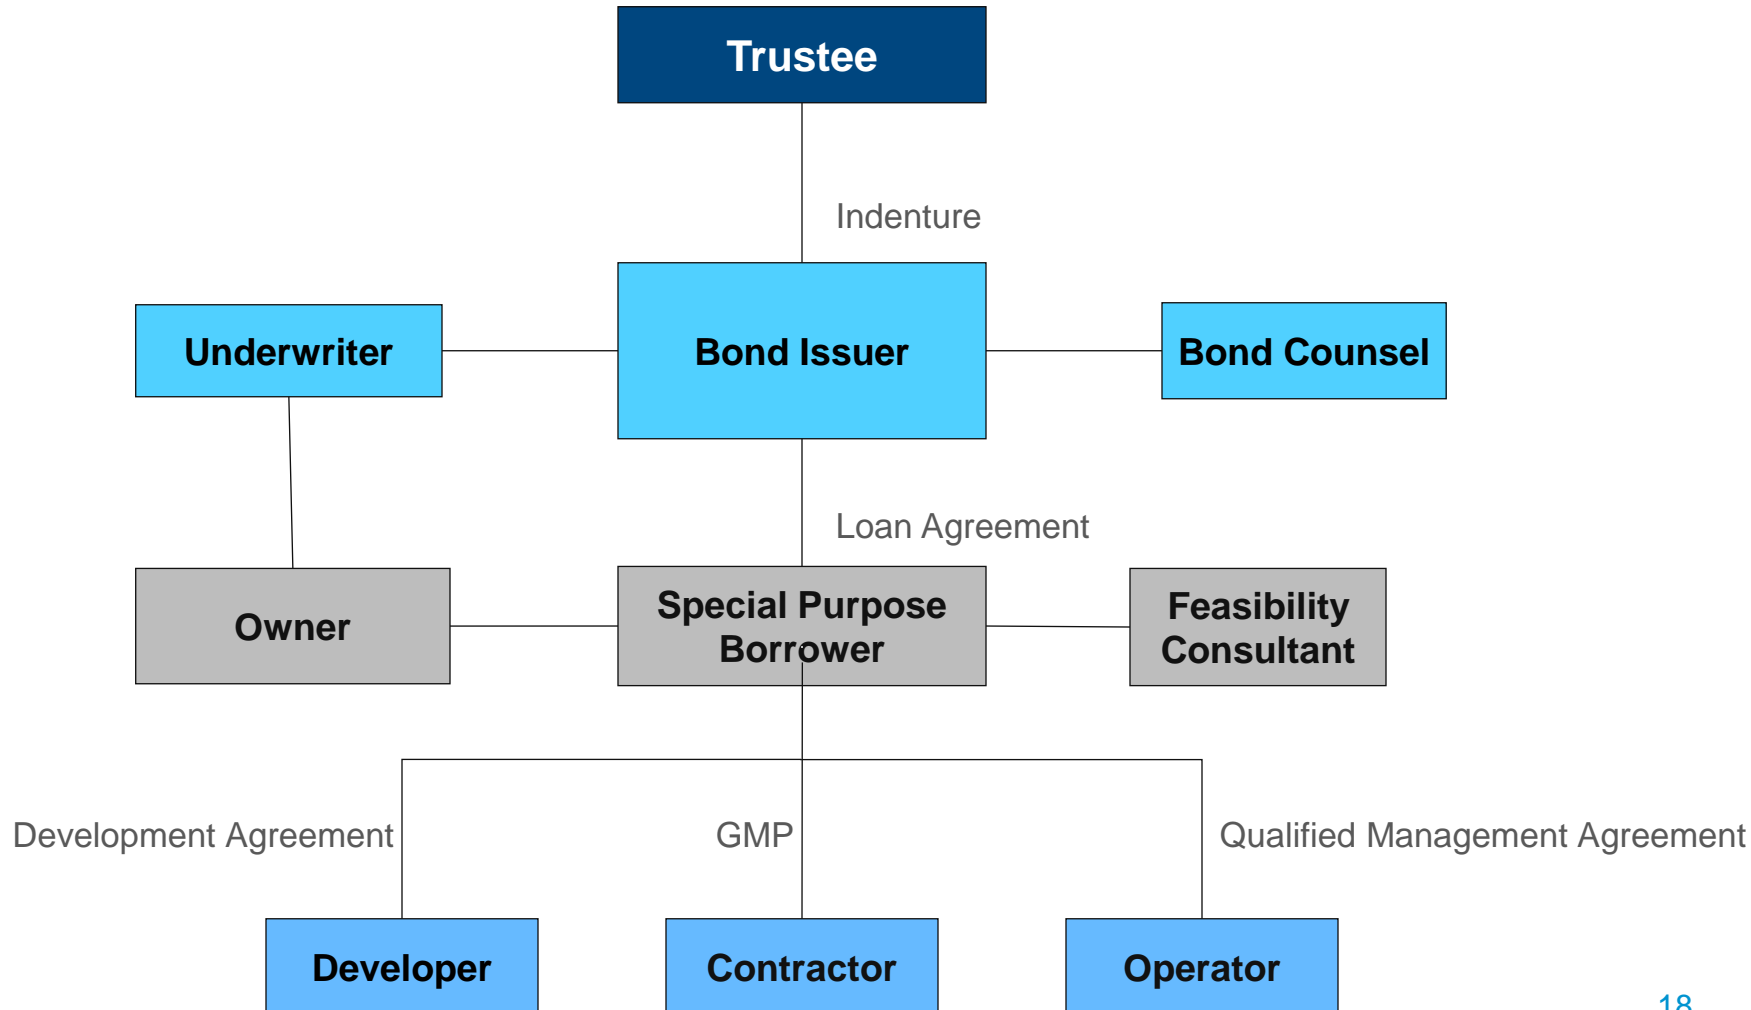 Trustee
Indenture
Underwriter
Bond Issuer
Bond Counsel
Loan Agreement
Owner
Special Purpose
Borrower
Feasibility
Consultant
Development Agreement
GMP
Qualified Management Agreement
Developer
Contractor
Operator
18